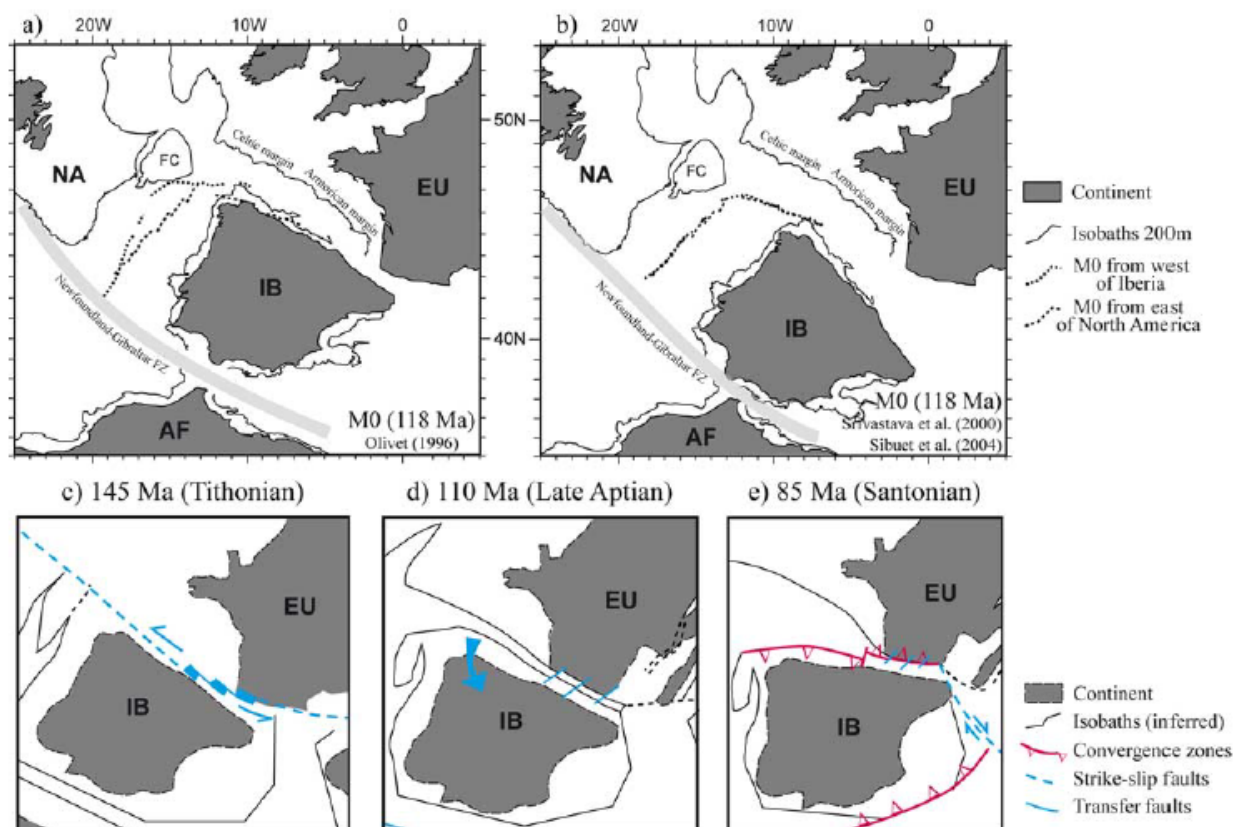 a) 20W 10W 0
b) 20W 10W 0
50N
40N
Celtic margin
Armorican margin
FC
NA
EU
IB
Newfoundland-Gibraltar FZ.
AF
M0 (118 Ma)
Olivet (1996)
Celtic margin
Armorican margin
FC
NA
EU
IB
Newfoundland-Gibraltar FZ.
AF
M0 (118 Ma)
Srivastava et al. (2000)
Sibuet et al. (2004)
Continent
Isobaths 200m
M0 from west
of Iberia
M0 from east
of North America
c) 145 Ma (Tithonian)
EU
IB
d) 110 Ma (Late Aptian)
EU
IB
e) 85 Ma (Santonian)
EU
IB
Continent
Isobaths (inferred)
Convergence zones
Strike-slip faults
Transfer faults